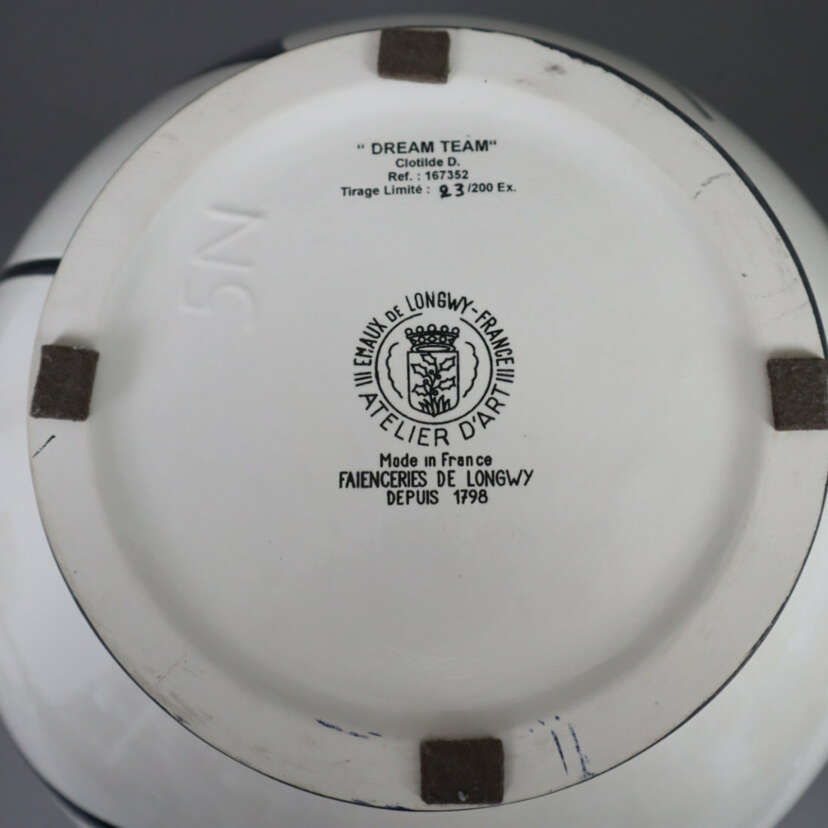 " DREAM TEAM"
Clotilde D.
Ref. : 167352
Tirage Limité : 23/200 Ex.
5N
EMAUX DE LONGWY-FRANCE
ATELIER D'ART
Made in France
FAIENCERIES DE LONGWY
DEPUIS 1798